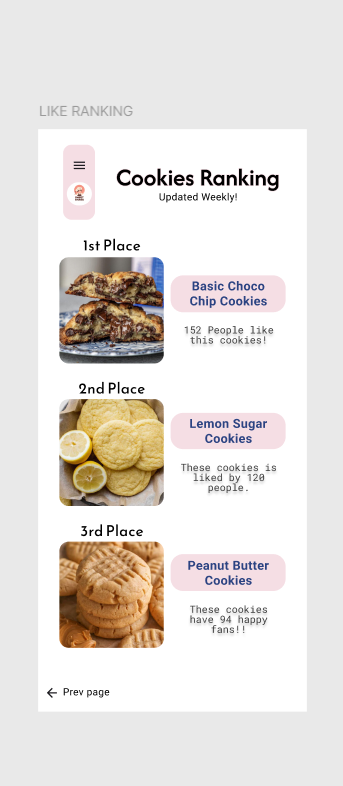 LIKE RANKING
Cookies Ranking
Updated Weekly!
1st Place
Basic Choco
Chip Cookies
152 People like
this cookies!
2nd Place
Lemon Sugar
Cookies
These cookies is
liked by 120
people.
3rd Place
Peanut Butter
Cookies
These cookies
have 94 happy
fans!!
Prev page